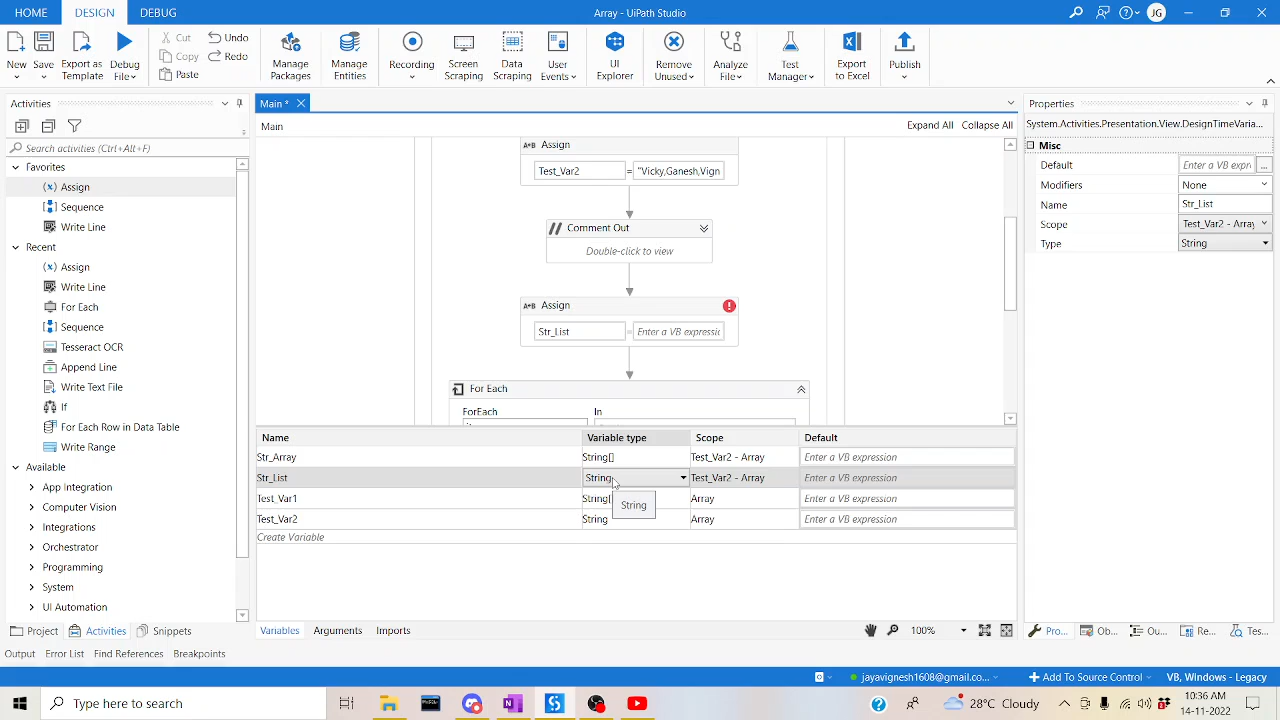 HOME DESIGN DEBUG Array - UiPath Studio JG
New Save Export as Template Debug File Cut Copy Paste Undo Redo Manage Packages Manage Entities Recording Screen Scraping Data Scraping User Events UI Explorer Remove Unused Analyze File Test Manager Export to Excel Publish
Activities
Search activities (Ctrl+Alt+F)
Favorites
Assign
Sequence
Write Line
Recent
Assign
Write Line
For Each
Sequence
Tesseract OCR
Append Line
Write Text File
If
For Each Row in Data Table
Write Range
Available
App Integration
Computer Vision
Integrations
Orchestrator
Programming
System
UI Automation
Project Activities Snippets
Main *
Main Expand All Collapse All
A*B Assign
Test_Var2 = "Vicky,Ganesh,Vign
// Comment Out
Double-click to view
A*B Assign
Str_List = Enter a VB expressic
For Each
ForEach In
Name Variable type Scope Default
Str_Array String[] Test_Var2 - Array Enter a VB expression
Str_List String Test_Var2 - Array Enter a VB expression
Test_Var1 String[ Array Enter a VB expression
String
Test_Var2 String Array Enter a VB expression
Create Variable
Variables Arguments Imports 100%
Properties
System.Activities.Presentation.View.DesignTimeVaria...
Misc
Default Enter a VB expre ...
Modifiers None
Name Str_List
Scope Test_Var2 - Array
Type String
Pro... Ob... Ou... Re... Tes...
Output Error List Find References Breakpoints
jayavignesh1608@gmail.co... Add To Source Control VB, Windows - Legacy
Type here to search 28°C Cloudy 10:36 AM
14-11-2022